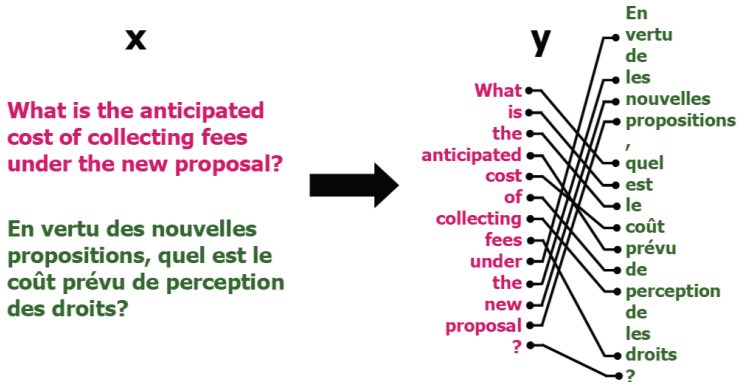 x
What is the anticipated
cost of collecting fees
under the new proposal?
En vertu des nouvelles
propositions, quel est le
coût prévu de perception
des droits?
y
What
is
the
anticipated
cost
of
collecting
fees
under
the
new
proposal
?
En
vertu
de
les
nouvelles
propositions
,
quel
est
le
coût
prévu
de
perception
de
les
droits
?